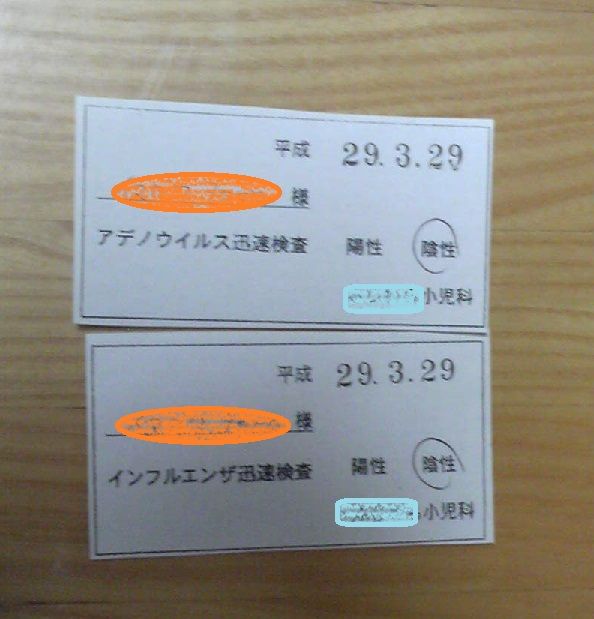 平成 29.3.29
様
アデノウイルス迅速検査 陽性 陰性
小児科
平成 29.3.29
様
インフルエンザ迅速検査 陽性 陰性
小児科